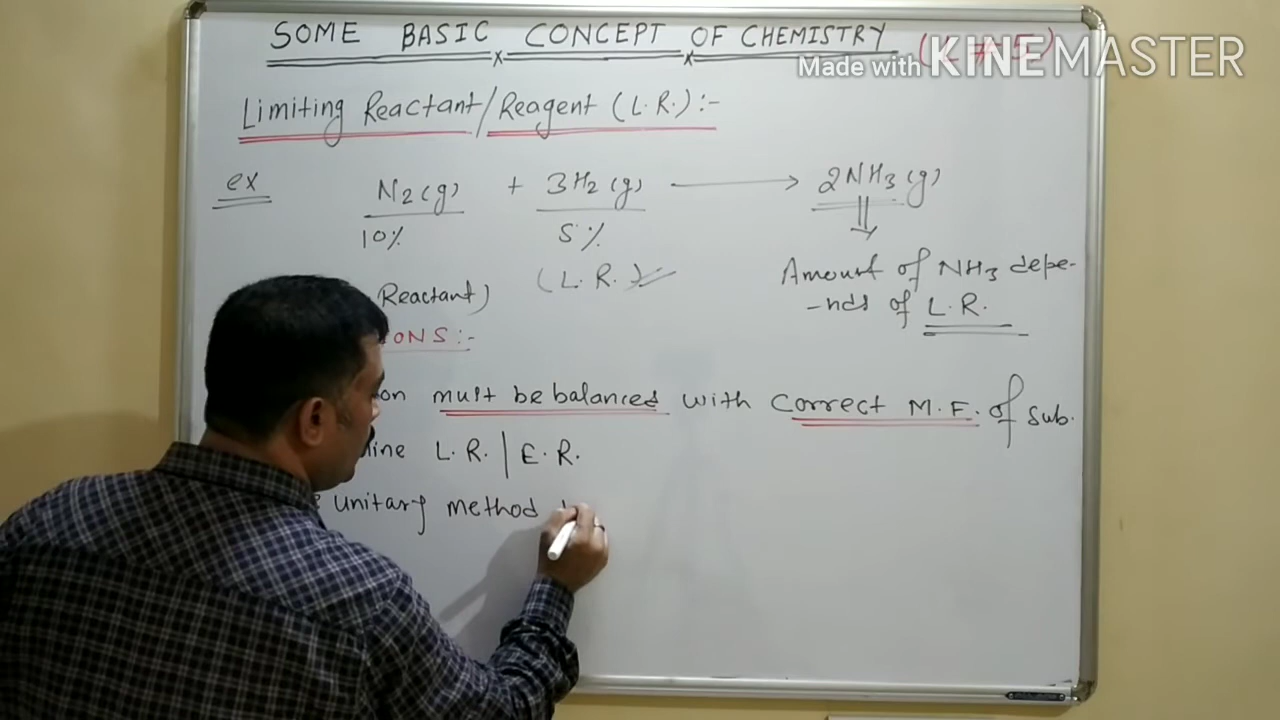 SOME BASIC CONCEPT OF CHEMISTRY
Made with KINEMASTER
Limiting Reactant/Reagent (L.R.):-
ex N2(g) + 3H2(g) → 2NH3(g)
10% 5%
(L.R.)
Amount of NH3 depe-
-nds of L.R.
Reactant)
ONS:-
on must be balanced with correct M.F. of sub.
mine L.R. | E.R.
unitary method